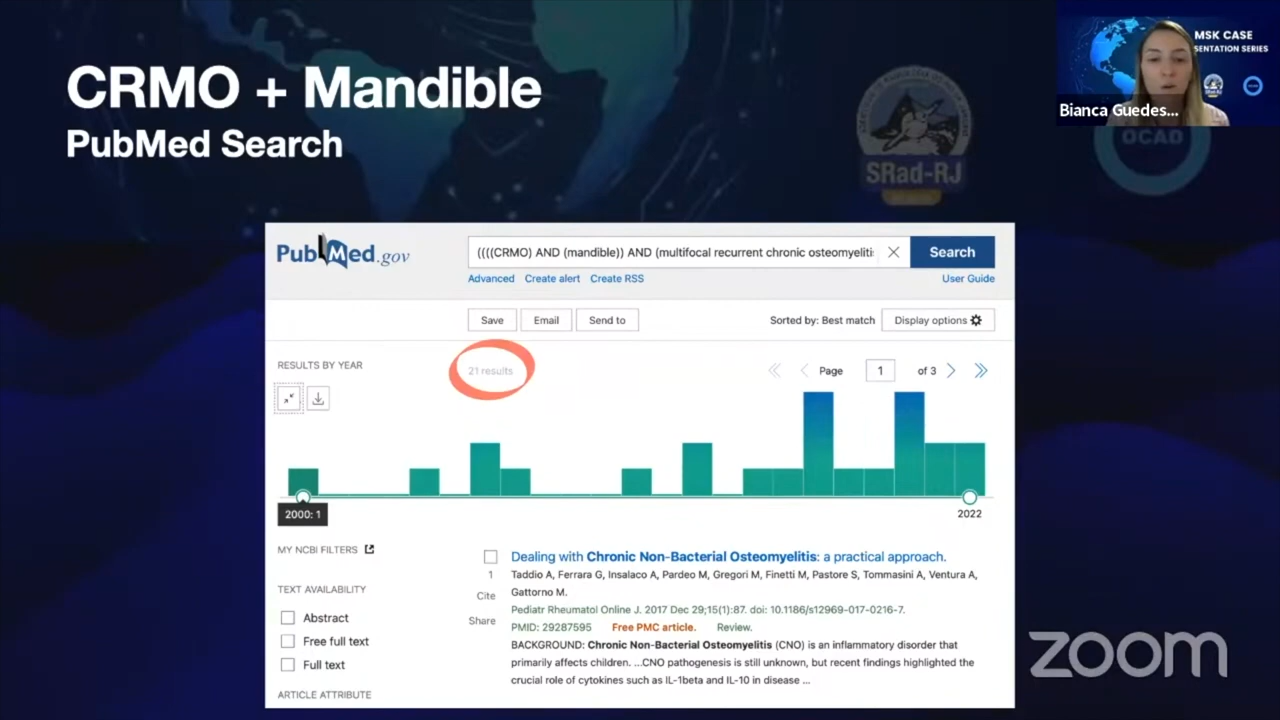 CRMO + Mandible
PubMed Search
MSK CASE
SENTATION SERIES
Bianca Guedes...
SRad-RJ
OCAD
PubMed.gov
((((CRMO) AND (mandible)) AND (multifocal recurrent chronic osteomyeliti:
Search
Advanced Create alert Create RSS
User Guide
Save Email Send to
Sorted by: Best match Display options
RESULTS BY YEAR
21 results
Page 1 of 3
2000: 1
2022
MY NCBI FILTERS
TEXT AVAILABILITY
Abstract
Free full text
Full text
ARTICLE ATTRIBUTE
1
Cite
Share
Dealing with Chronic Non-Bacterial Osteomyelitis: a practical approach.
Taddio A, Ferrara G, Insalaco A, Pardeo M, Gregori M, Finetti M, Pastore S, Tommasini A, Ventura A,
Gattorno M.
Pediatr Rheumatol Online J. 2017 Dec 29;15(1):87. doi: 10.1186/s12969-017-0216-7.
PMID: 29287595 Free PMC article. Review.
BACKGROUND: Chronic Non-Bacterial Osteomyelitis (CNO) is an inflammatory disorder that
primarily affects children. ...CNO pathogenesis is still unknown, but recent findings highlighted the
crucial role of cytokines such as IL-1beta and IL-10 in disease ...
zoom